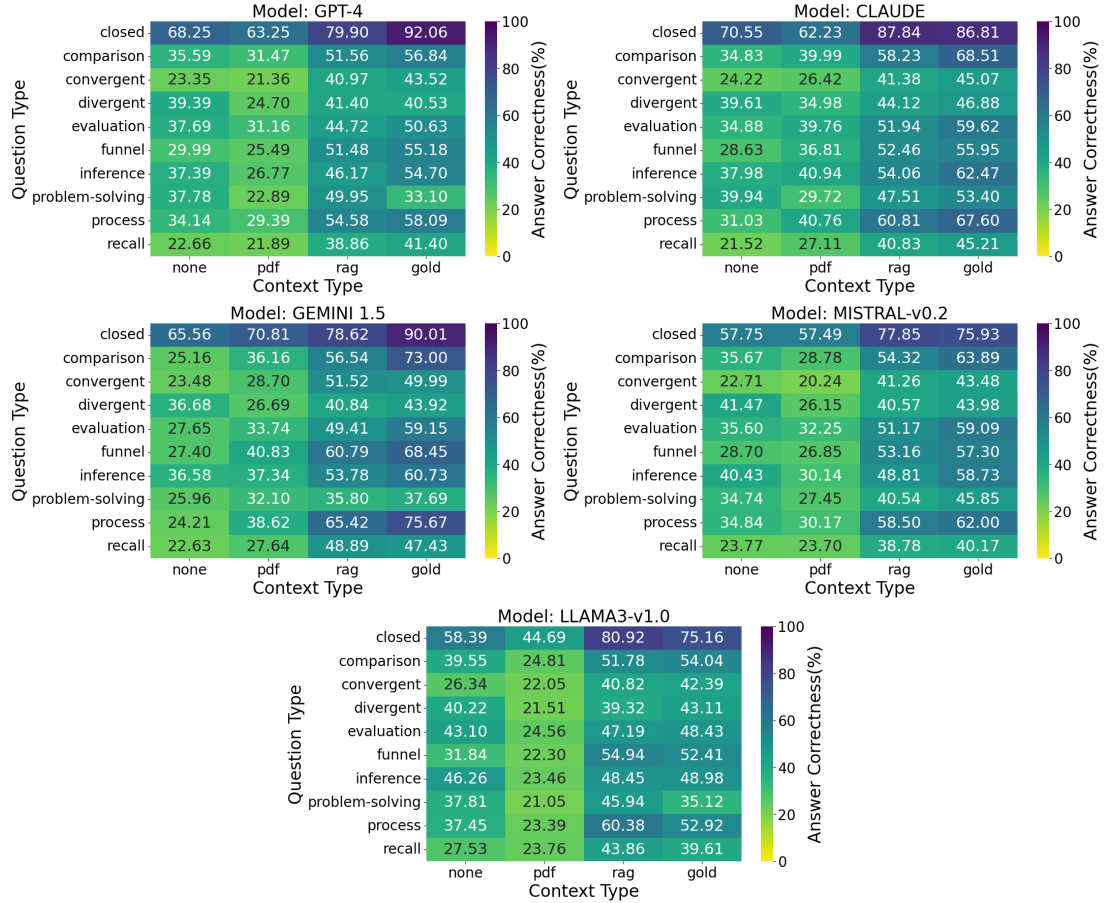 Model: GPT-4
Question Type
closed 68.25 63.25 79.90 92.06
comparison 35.59 31.47 51.56 56.84
convergent 23.35 21.36 40.97 43.52
divergent 39.39 24.70 41.40 40.53
evaluation 37.69 31.16 44.72 50.63
funnel 29.99 25.49 51.48 55.18
inference 37.39 26.77 46.17 54.70
problem-solving 37.78 22.89 49.95 33.10
process 34.14 29.39 54.58 58.09
recall 22.66 21.89 38.86 41.40
none pdf rag gold
Context Type
100
80
60
40
20
0
Answer Correctness(%)
Model: CLAUDE
Question Type
closed 70.55 62.23 87.84 86.81
comparison 34.83 39.99 58.23 68.51
convergent 24.22 26.42 41.38 45.07
divergent 39.61 34.98 44.12 46.88
evaluation 34.88 39.76 51.94 59.62
funnel 28.63 36.81 52.46 55.95
inference 37.98 40.94 54.06 62.47
problem-solving 39.94 29.72 47.51 53.40
process 31.03 40.76 60.81 67.60
recall 21.52 27.11 40.83 45.21
none pdf rag gold
Context Type
100
80
60
40
20
0
Answer Correctness(%)
Model: GEMINI 1.5
Question Type
closed 65.56 70.81 78.62 90.01
comparison 25.16 36.16 56.54 73.00
convergent 23.48 28.70 51.52 49.99
divergent 36.68 26.69 40.84 43.92
evaluation 27.65 33.74 49.41 59.15
funnel 27.40 40.83 60.79 68.45
inference 36.58 37.34 53.78 60.73
problem-solving 25.96 32.10 35.80 37.69
process 24.21 38.62 65.42 75.67
recall 22.63 27.64 48.89 47.43
none pdf rag gold
Context Type
100
80
60
40
20
0
Answer Correctness(%)
Model: MISTRAL-v0.2
Question Type
closed 57.75 57.49 77.85 75.93
comparison 35.67 28.78 54.32 63.89
convergent 22.71 20.24 41.26 43.48
divergent 41.47 26.15 40.57 43.98
evaluation 35.60 32.25 51.17 59.09
funnel 28.70 26.85 53.16 57.30
inference 40.43 30.14 48.81 58.73
problem-solving 34.74 27.45 40.54 45.85
process 34.84 30.17 58.50 62.00
recall 23.77 23.70 38.78 40.17
none pdf rag gold
Context Type
100
80
60
40
20
0
Answer Correctness(%)
Model: LLAMA3-v1.0
Question Type
closed 58.39 44.69 80.92 75.16
comparison 39.55 24.81 51.78 54.04
convergent 26.34 22.05 40.82 42.39
divergent 40.22 21.51 39.32 43.11
evaluation 43.10 24.56 47.19 48.43
funnel 31.84 22.30 54.94 52.41
inference 46.26 23.46 48.45 48.98
problem-solving 37.81 21.05 45.94 35.12
process 37.45 23.39 60.38 52.92
recall 27.53 23.76 43.86 39.61
none pdf rag gold
Context Type
100
80
60
40
20
0
Answer Correctness(%)